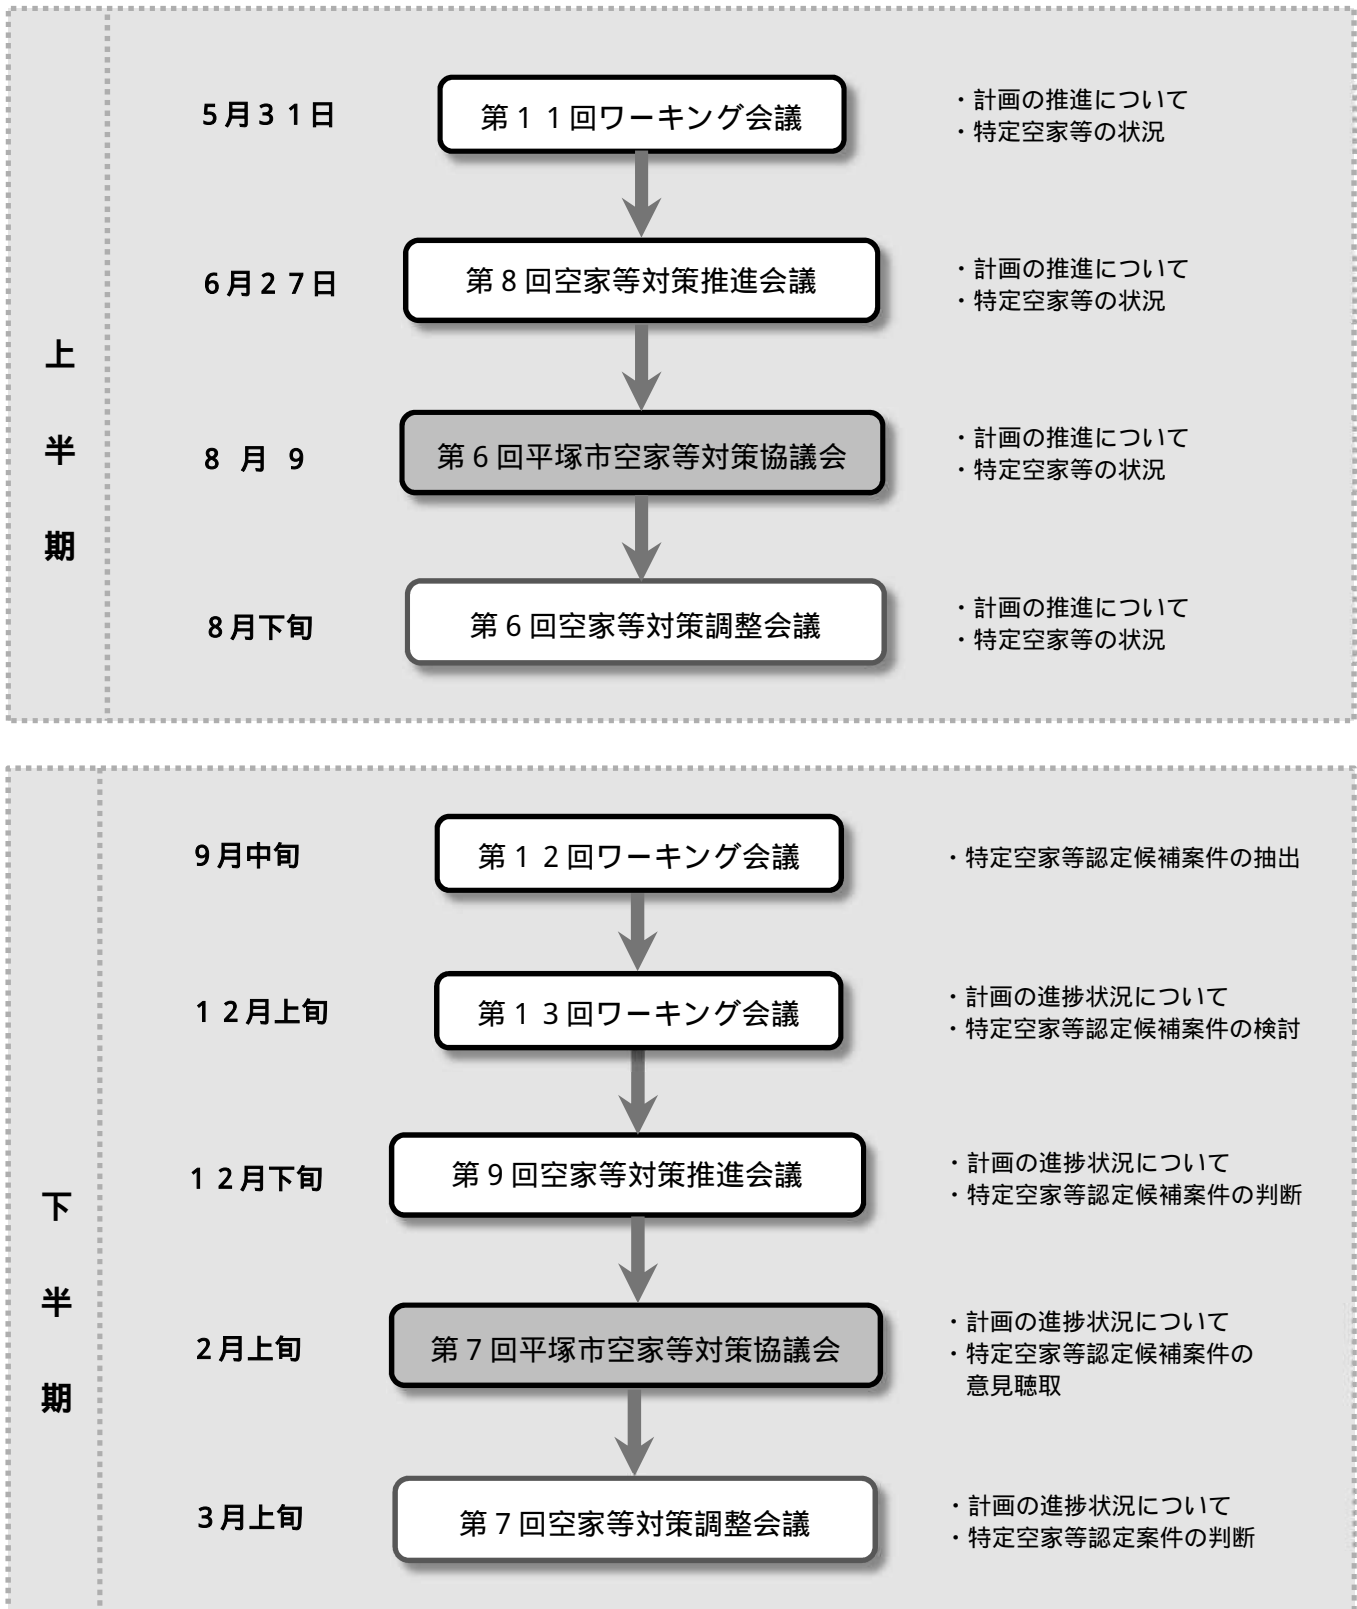 上
半
期
５月３１日
第１１回ワーキング会議
・計画の推進について
・特定空家等の状況
６月２７日
第８回空家等対策推進会議
・計画の推進について
・特定空家等の状況
８月９
第６回平塚市空家等対策協議会
・計画の推進について
・特定空家等の状況
８月下旬
第６回空家等対策調整会議
・計画の推進について
・特定空家等の状況
下
半
期
９月中旬
第１２回ワーキング会議
・特定空家等認定候補案件の抽出
１２月上旬
第１３回ワーキング会議
・計画の進捗状況について
・特定空家等認定候補案件の検討
１２月下旬
第９回空家等対策推進会議
・計画の進捗状況について
・特定空家等認定候補案件の判断
２月上旬
第７回平塚市空家等対策協議会
・計画の進捗状況について
・特定空家等認定候補案件の
意見聴取
３月上旬
第７回空家等対策調整会議
・計画の進捗状況について
・特定空家等認定案件の判断